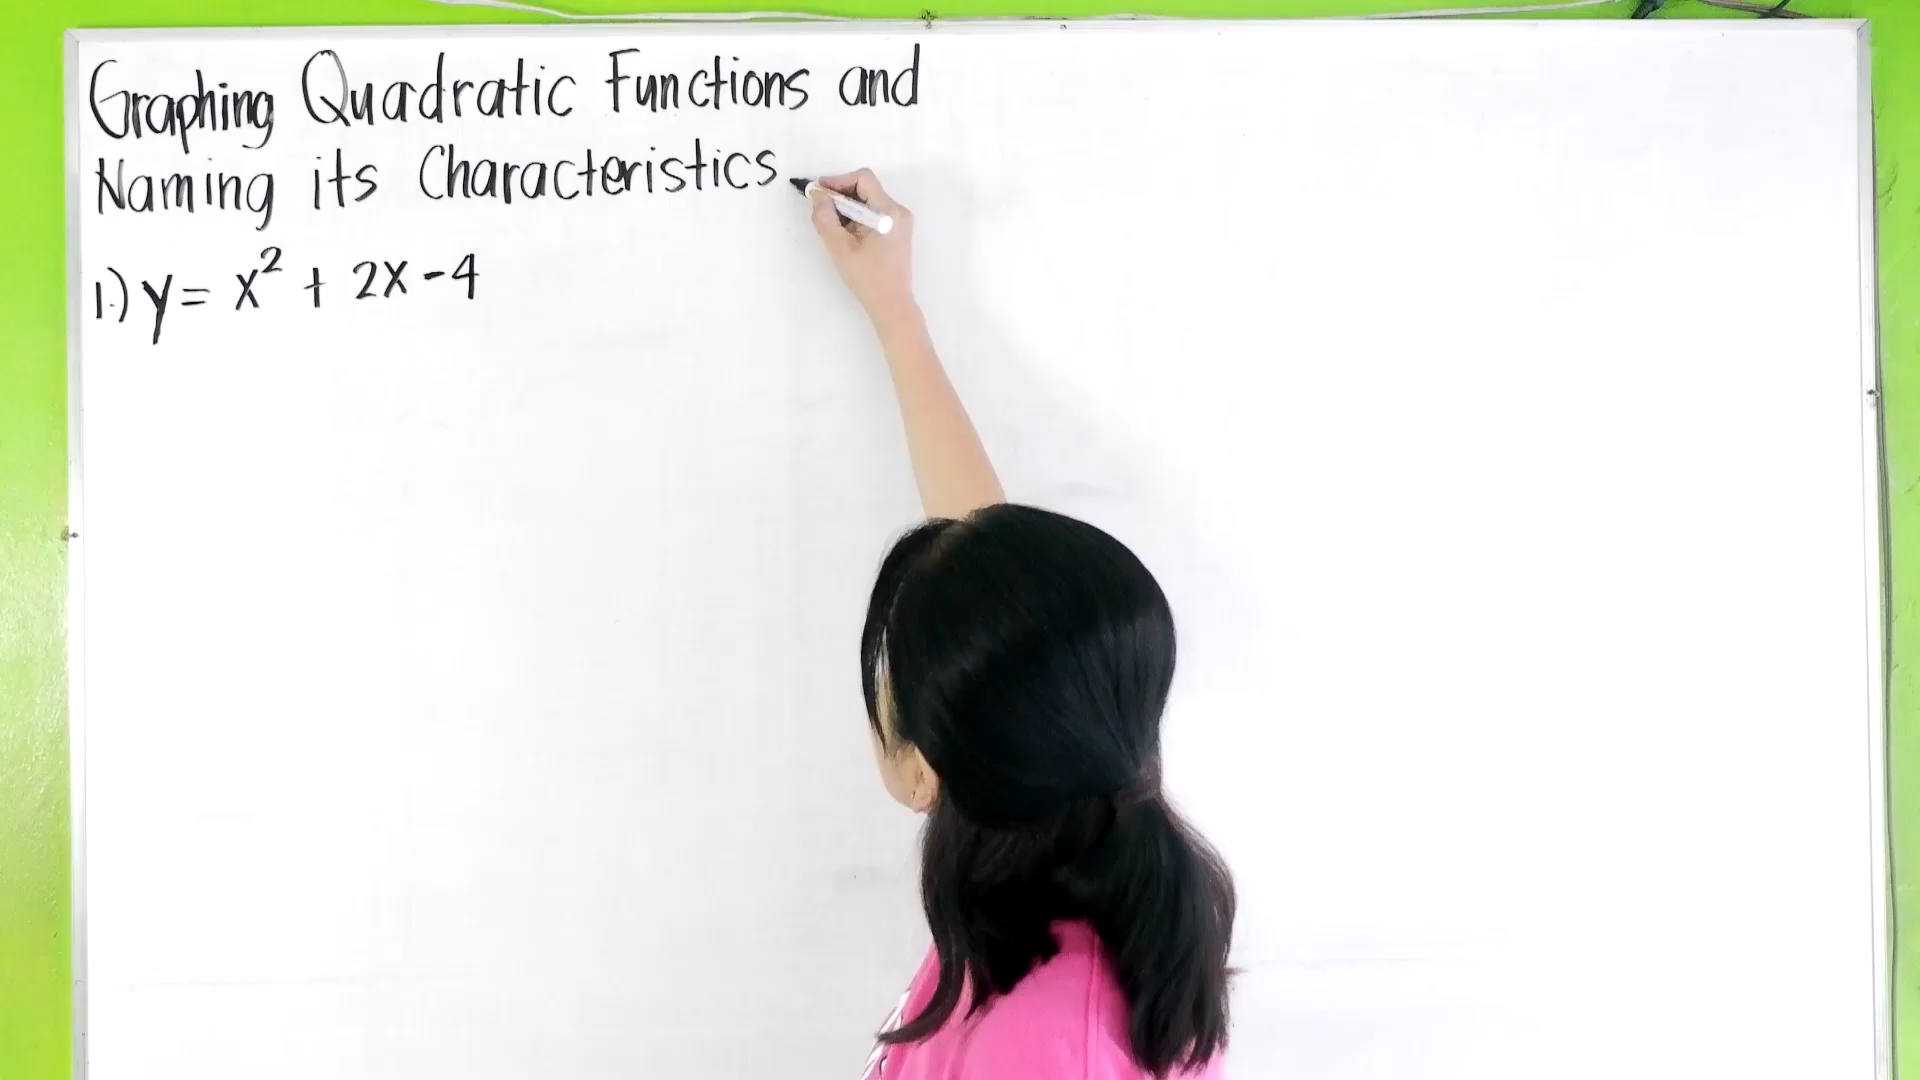 Graphing Quadratic Functions and
Naming its Characteristics
1.) y = x² + 2x - 4